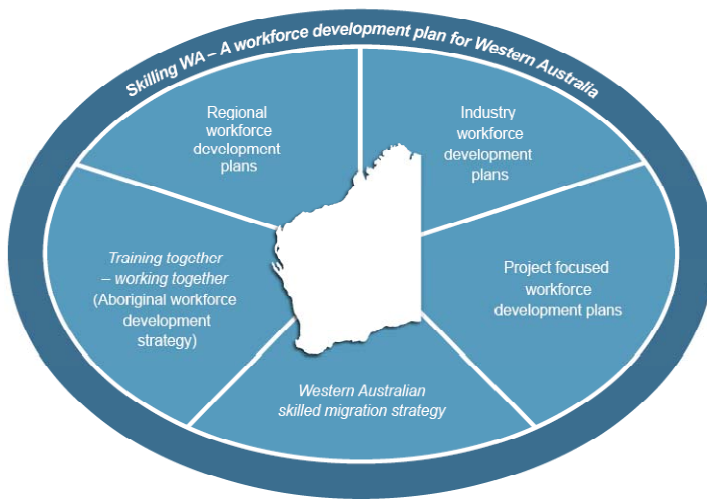 Skilling WA – A workforce development plan for Western Australia
Regional
workforce
development
plans
Industry
workforce
development
plans
Training together
– working together
(Aboriginal workforce
development
strategy)
Project focused
workforce
development plans
Western Australian
skilled migration strategy